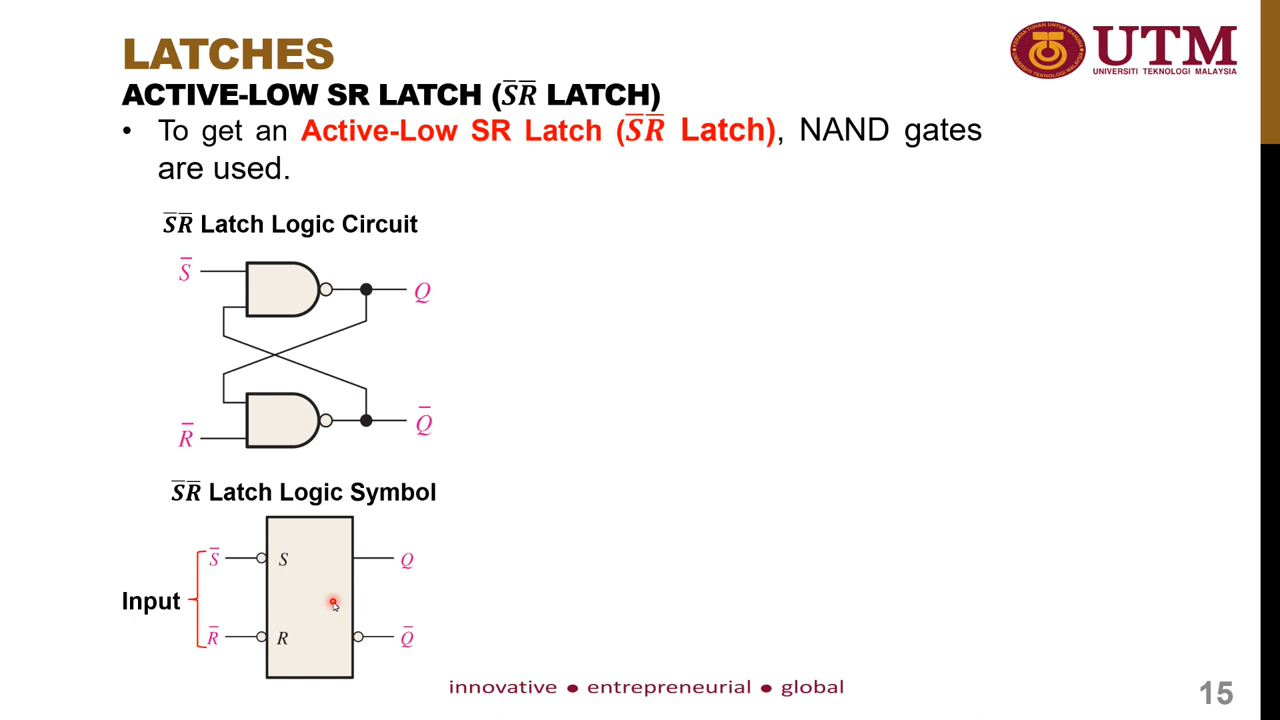 LATCHES
UTM
UNIVERSITI TEKNOLOGI MALAYSIA
ACTIVE-LOW SR LATCH (S̅R̅ LATCH)
• To get an Active-Low SR Latch (S̅R̅ Latch), NAND gates
are used.
S̅R̅ Latch Logic Circuit
S̅
Q
R̅
Q̅
S̅R̅ Latch Logic Symbol
S̅ S Q
Input
R̅ R Q̅
innovative ● entrepreneurial ● global
15